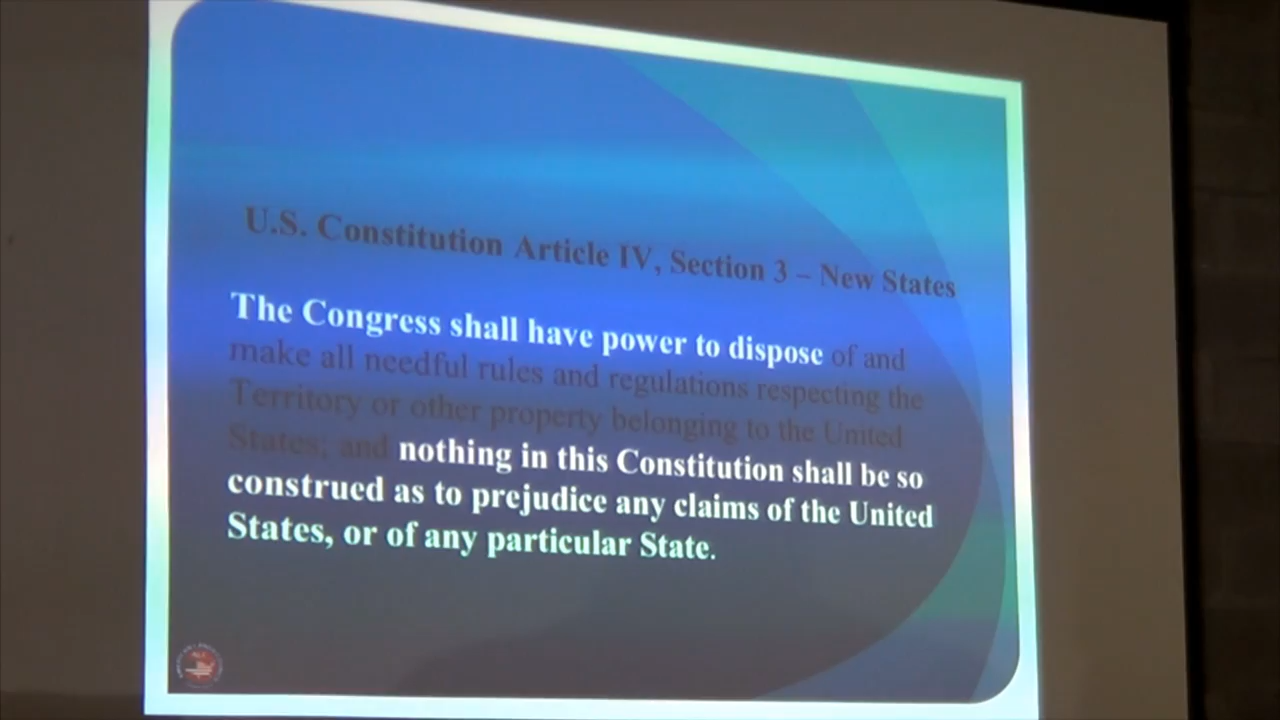 U.S. Constitution Article IV, Section 3 – New States
The Congress shall have power to dispose of and
make all needful rules and regulations respecting the
Territory or other property belonging to the United
States; and nothing in this Constitution shall be so
construed as to prejudice any claims of the United
States, or of any particular State.